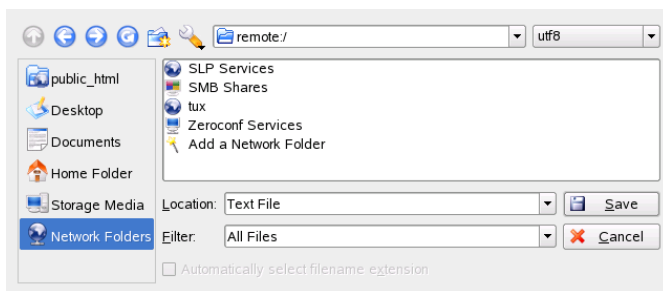 remote:/ utf8
public_html
Desktop
Documents
Home Folder
Storage Media
Network Folders
SLP Services
SMB Shares
tux
Zeroconf Services
Add a Network Folder
Location: Text File Save
Filter: All Files Cancel
Automatically select filename extension